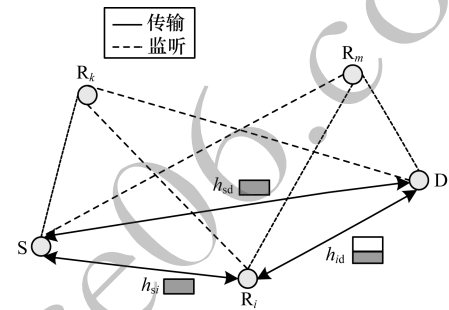 传输
监听
R_k
R_m
h_sd
D
S
h_id
h_si
R_i